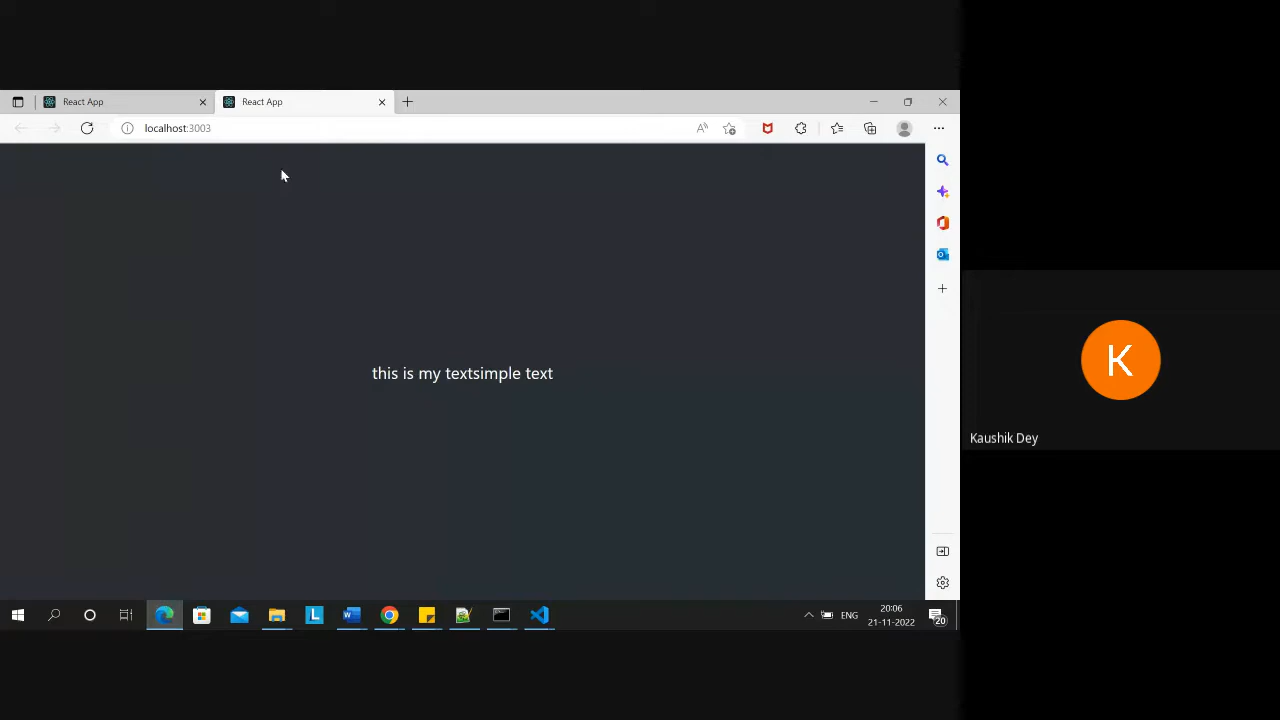 React App
React App
localhost:3003
this is my textsimple text
K
Kaushik Dey
L
W
ENG
20:06
21-11-2022
20